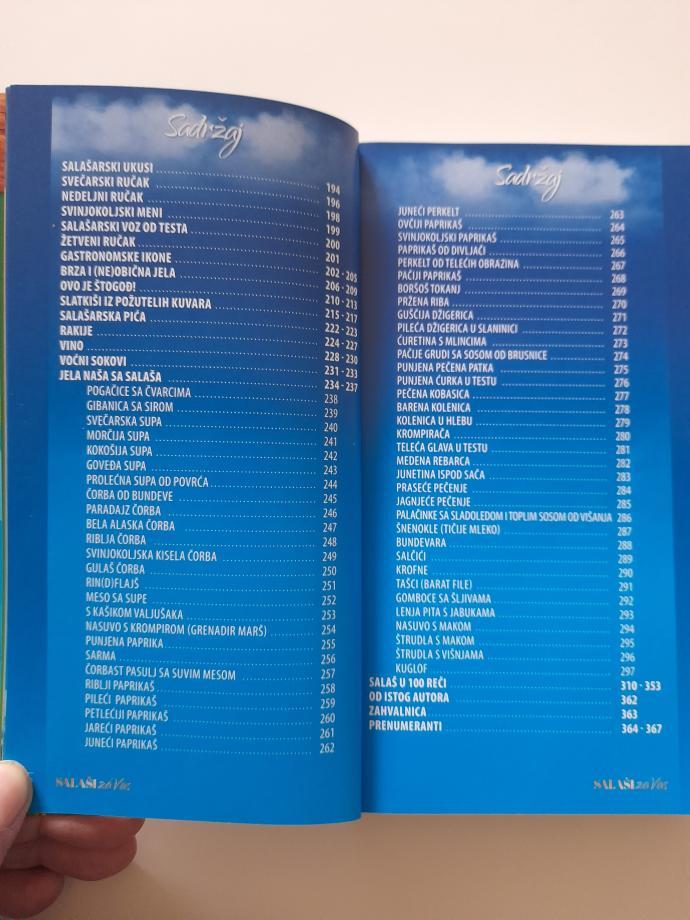 Sadržaj
SALAŠARSKI UKUSI 194
SVEČARSKI RUČAK 196
NEDELJNI RUČAK 198
SVINJOKOLJSKI MENI 199
SALAŠARSKI VOZ OD TESTA 200
ŽETVENI RUČAK 201
GASTRONOMSKE IKONE 202 - 205
BRZA I (NE)OBIČNA JELA 206 - 209
OVO JE ŠTOGOD! 210 - 213
SLATKIŠI IZ POŽUTELIH KUVARA 215 - 217
SALAŠARSKA PIĆA 222 - 223
RAKIJE 224 - 227
VINO 228 - 230
VOĆNI SOKOVI 231 - 233
JELA NAŠA SA SALAŠA 234 - 237
POGAČICE SA ČVARCIMA 238
GIBANICA SA SIROM 239
SVEČARSKA SUPA 240
MORČIJA SUPA 241
KOKOŠIJA SUPA 242
GOVEĐA SUPA 243
PROLEĆNA SUPA OD POVRĆA 244
ČORBA OD BUNDEVE 245
PARADAJZ ČORBA 246
BELA ALASKA ČORBA 247
RIBLJA ČORBA 248
SVINJOKOLJSKA KISELA ČORBA 249
GULAŠ ČORBA 250
RIN(D)FLAJŠ 251
MESO SA SUPE 252
S KAŠIKOM VALJUŠAKA 253
NASUVO S KROMPIROM (GRENADIR MARŠ) 254
PUNJENA PAPRIKA 255
SARMA 256
ČORBAST PASULJ SA SUVIM MESOM 257
RIBLJI PAPRIKAŠ 258
PILEĆI PAPRIKAŠ 259
PETLEĆIJI PAPRIKAŠ 260
JAREĆI PAPRIKAŠ 261
JUNEĆI PAPRIKAŠ 262
SALAŠI za Vas
Sadržaj
JUNEĆI PERKELT 263
OVČIJI PAPRIKAŠ 264
SVINJOKOLJSKI PAPRIKAŠ 265
PAPRIKAŠ OD DIVLJAČI 266
PERKELT OD TELEĆIH OBRAZINA 267
PAČIJI PAPRIKAŠ 268
BORŠOŠ TOKANJ 269
PRŽENA RIBA 270
GUŠČIJA DŽIGERICA 271
PILEĆA DŽIGERICA U SLANINICI 272
ĆURETINA S MLINCIMA 273
PAČIJE GRUDI SA SOSOM OD BRUSNICE 274
PUNJENA PEČENA PATKA 275
PUNJENA ĆURKA U TESTU 276
PEČENA KOBASICA 277
BARENA KOLENICA 278
KOLENICA U HLEBU 279
KROMPIRAČA 280
TELEĆA GLAVA U TESTU 281
MEDENA REBARCA 282
JUNETINA ISPOD SAČA 283
PRASEĆE PEČENJE 284
JAGNJEĆE PEČENJE 285
PALAČINKE SA SLADOLEDOM I TOPLIM SOSOM OD VIŠANJA 286
ŠNENOKLE (TIČIJE MLEKO) 287
BUNDEVARA 288
SALČIĆI 289
KROFNE 290
TAŠCI (BARAT FILE) 291
GOMBOCE SA ŠLJIVAMA 292
LENJA PITA S JABUKAMA 293
NASUVO S MAKOM 294
ŠTRUDLA S MAKOM 295
ŠTRUDLA S VIŠNJAMA 296
KUGLOF 297
SALAŠ U 100 REČI 310 - 353
OD ISTOG AUTORA 362
ZAHVALNICA 363
PRENUMERANTI 364 - 367
SALAŠI za Vas